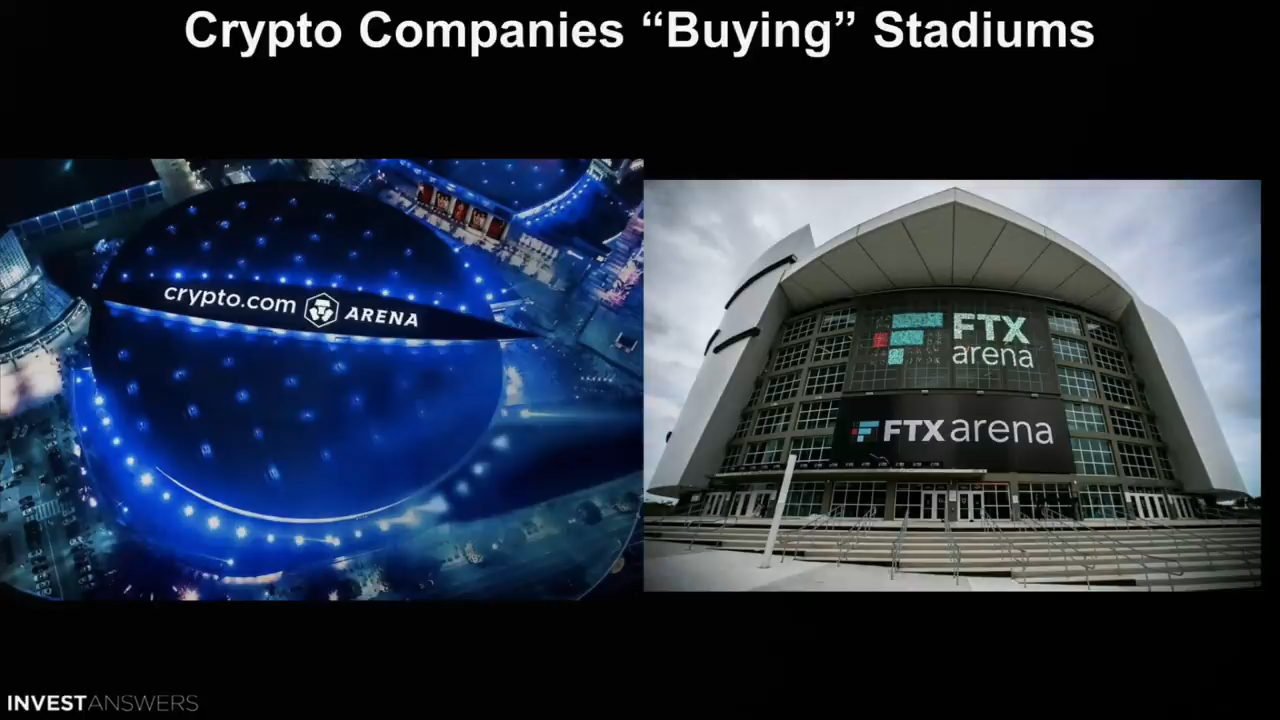 Crypto Companies “Buying” Stadiums
crypto.com ARENA
FTX
arena
FTX arena
INVESTANSWERS